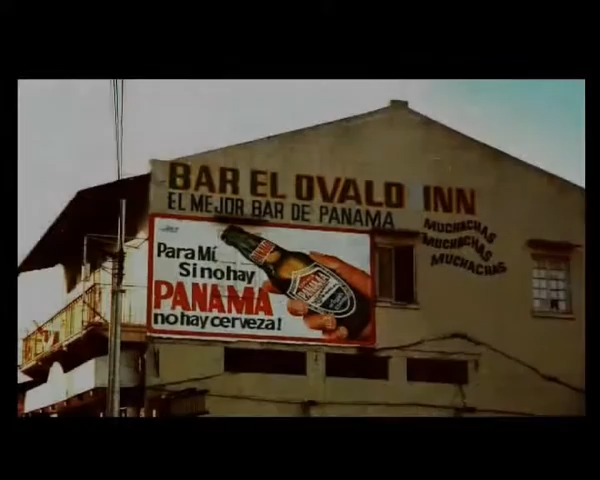 BAR EL OVALO INN
EL MEJOR BAR DE PANAMA
MUCHACHAS
MUCHACHAS
MUCHACHAS
Para Mí...
Si no hay
PANAMA
no hay cerveza!
PANAMA